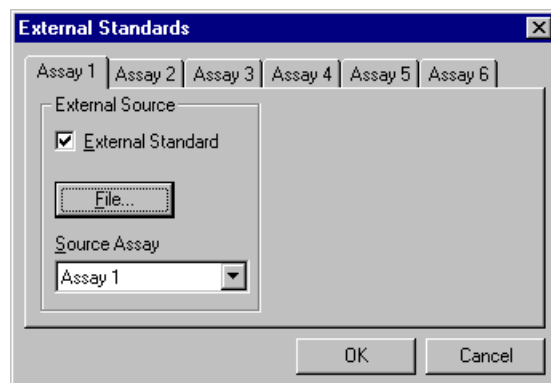 External Standards
Assay 1 Assay 2 Assay 3 Assay 4 Assay 5 Assay 6
External Source
External Standard
File...
Source Assay
Assay 1
OK Cancel